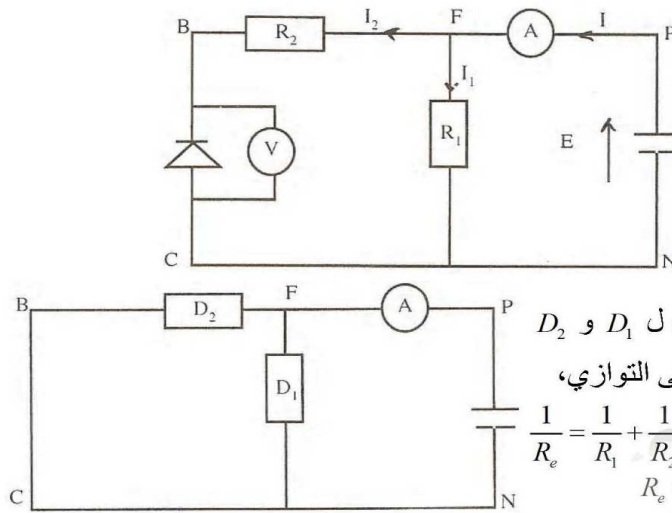 B R₂ I₂ F A I P
I₁
V R₁ E
C N
B D₂ F A P
D₁
C N
ل D₁ و D₂
التوازي،
1/Rₑ = 1/R₁ + 1/R
Rₑ